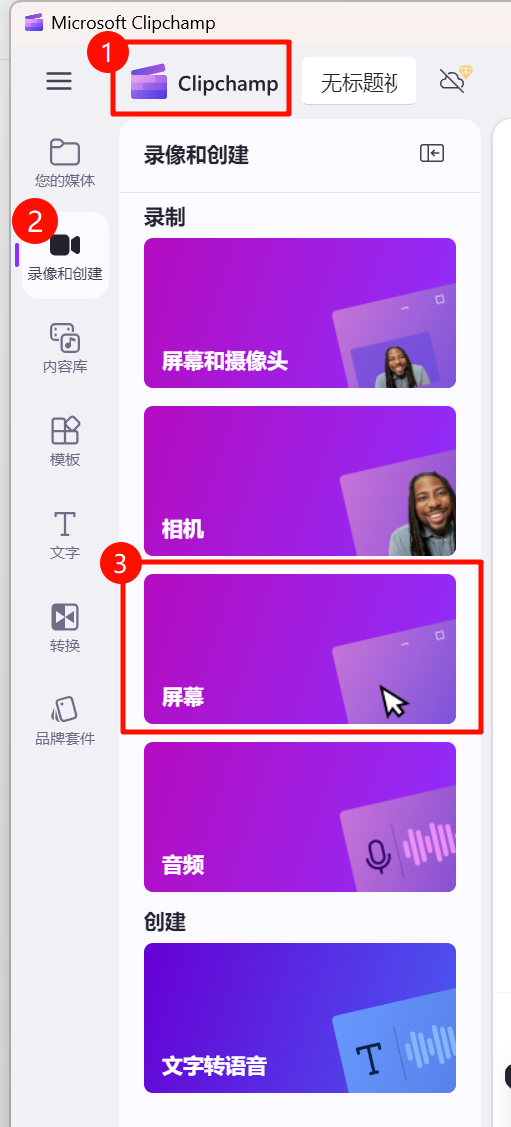 Microsoft Clipchamp
1
Clipchamp
无标题视
您的媒体
2
录像和创建
内容库
模板
文字
转换
品牌套件
录像和创建
录制
屏幕和摄像头
相机
3
屏幕
音频
创建
文字转语音
T